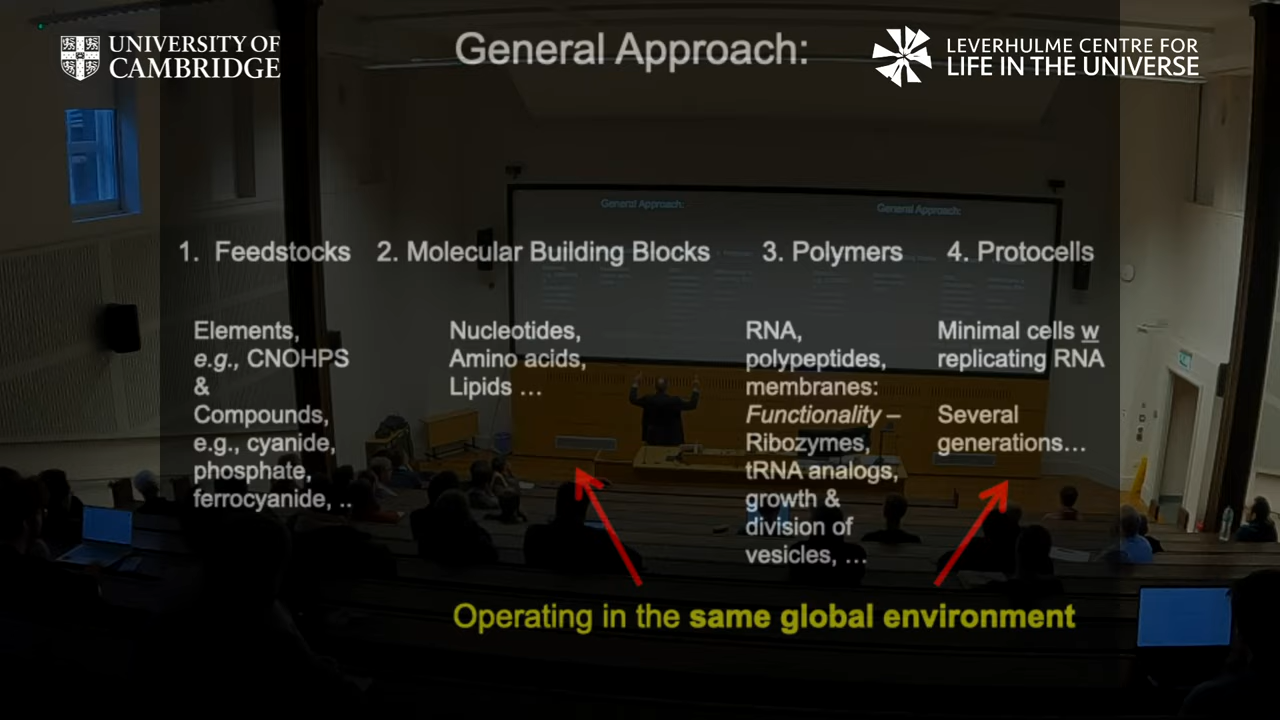 UNIVERSITY OF
CAMBRIDGE
General Approach:
LEVERHULME CENTRE FOR
LIFE IN THE UNIVERSE
General Approach:
General Approach:
1. Feedstocks
2. Molecular Building Blocks
3. Polymers
4. Protocells
Elements,
e.g., CNOHPS
&
Compounds,
e.g., cyanide,
phosphate,
ferrocyanide, ..
Nucleotides,
Amino acids,
Lipids …
RNA,
polypeptides,
membranes:
Functionality –
Ribozymes,
tRNA analogs,
growth &
division of
vesicles, …
Minimal cells w
replicating RNA
Several
generations…
Operating in the same global environment